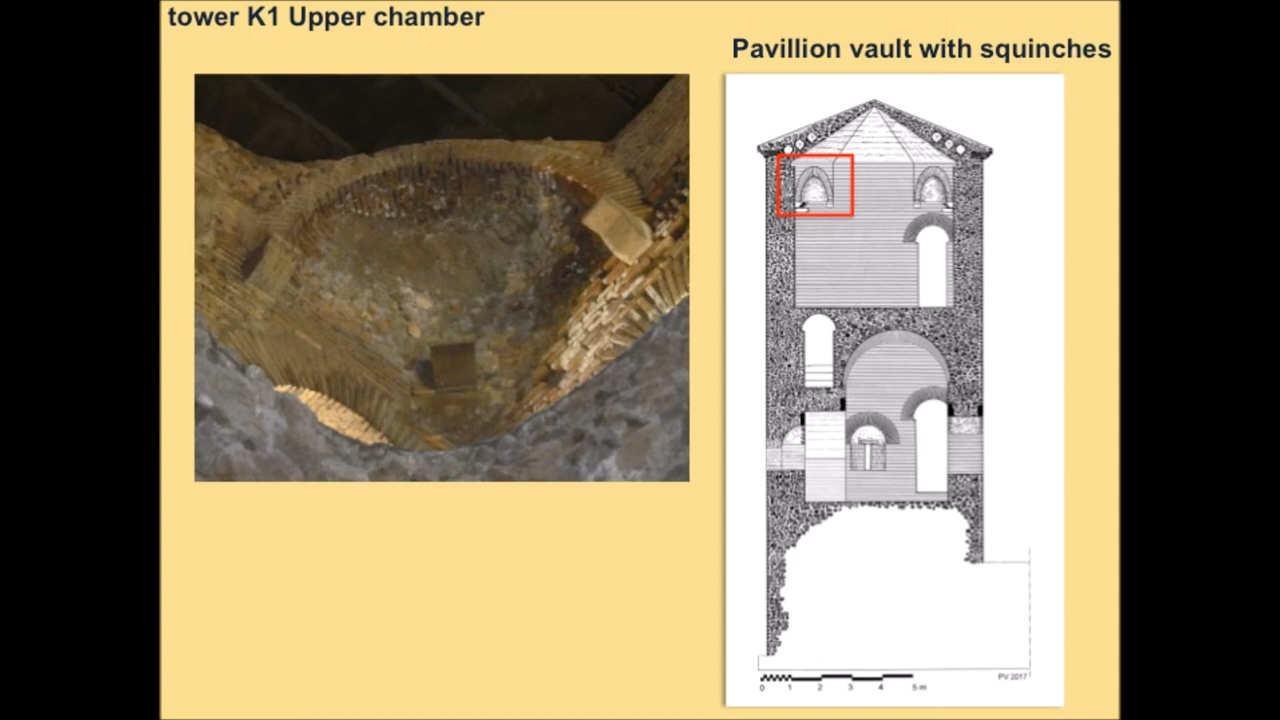 tower K1 Upper chamber
Pavillion vault with squinches
PV 2017
0 1 2 3 4 5 m